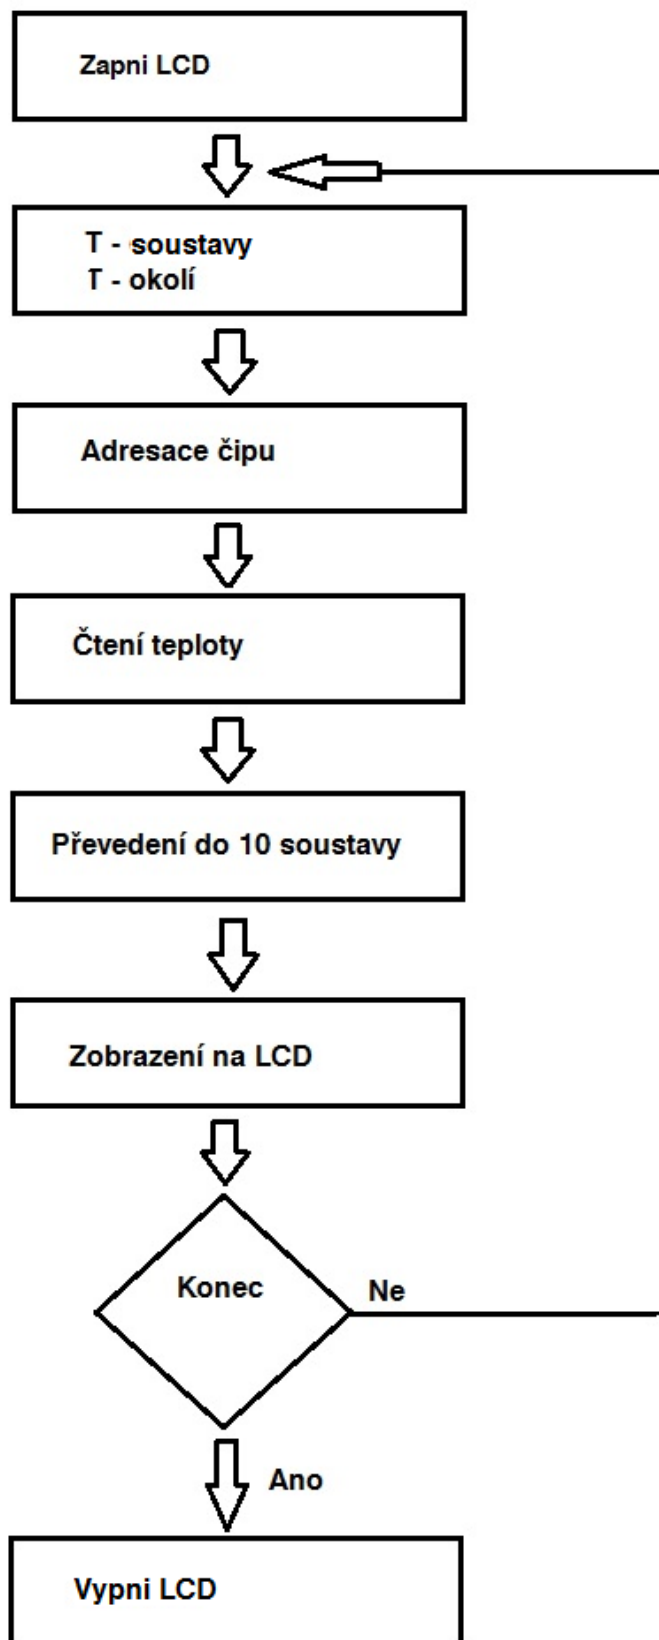 Zapni LCD
T - soustavy
T - okolí
Adresace čipu
Čtení teploty
Převedení do 10 soustavy
Zobrazení na LCD
Konec
Ne
Ano
Vypni LCD